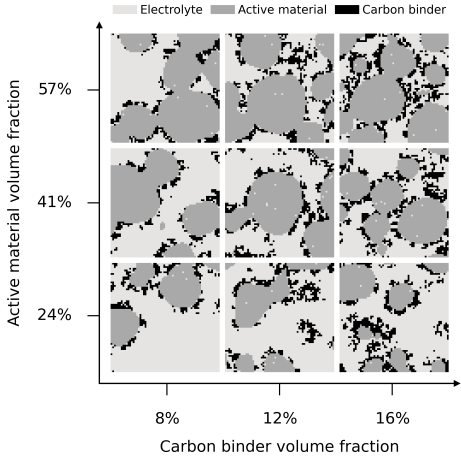 Electrolyte Active material Carbon binder
Active material volume fraction
57%
41%
24%
8% 12% 16%
Carbon binder volume fraction